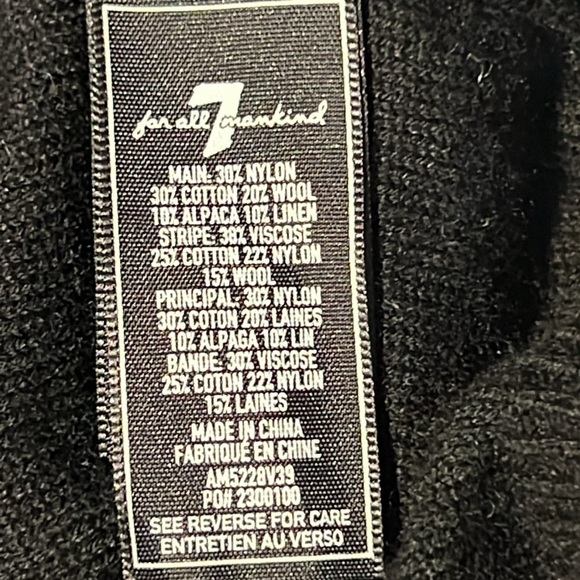 7
for all mankind
MAIN: 30% NYLON
30% COTTON 20% WOOL
10% ALPACA 10% LINEN
STRIPE: 38% VISCOSE
25% COTTON 22% NYLON
15% WOOL
PRINCIPAL: 30% NYLON
30% COTON 20% LAINES
10% ALPAGA 10% LIN
BANDE: 30% VISCOSE
25% COTON 22% NYLON
15% LAINES
MADE IN CHINA
FABRIQUÉ EN CHINE
AM5228V39
PO# 2300100
SEE REVERSE FOR CARE
ENTRETIEN AU VERSO